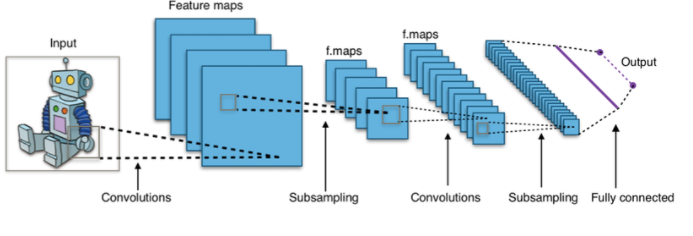 Feature maps
Input
f.maps
f.maps
Output
Convolutions
Subsampling
Convolutions
Subsampling
Fully connected